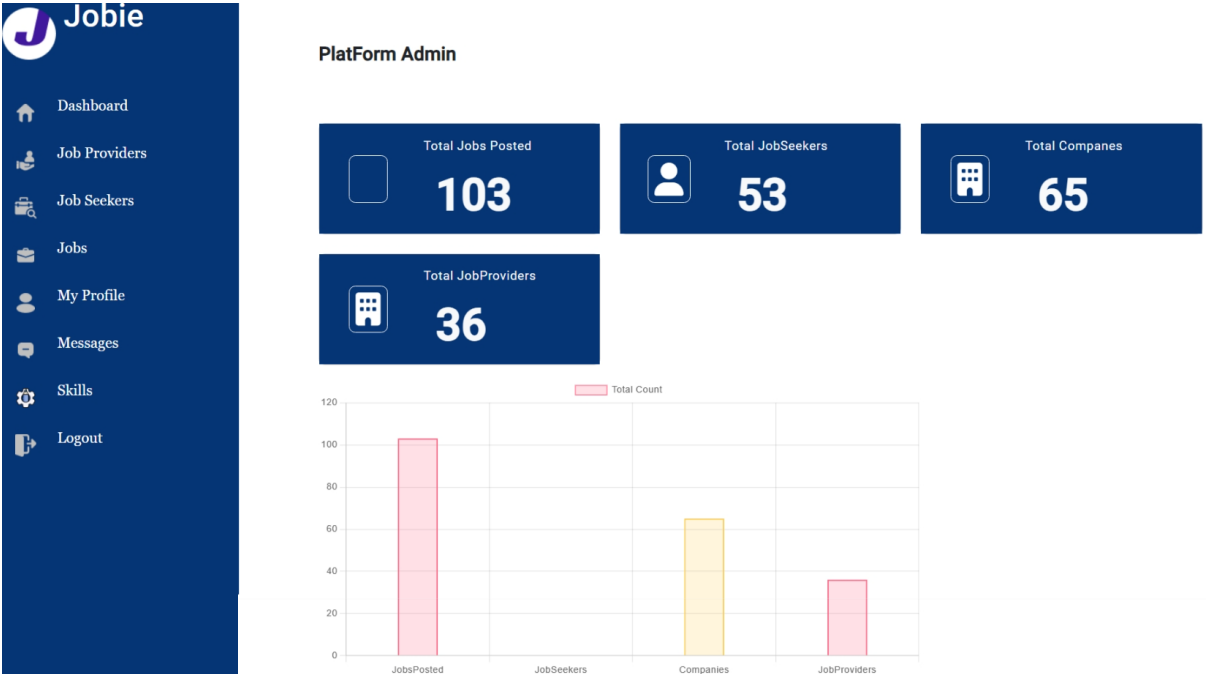 Jobie
Dashboard
Job Providers
Job Seekers
Jobs
My Profile
Messages
Skills
Logout
PlatForm Admin
Total Jobs Posted
103
Total JobSeekers
53
Total Companes
65
Total JobProviders
36
Total Count
120
100
80
60
40
20
0
JobsPosted JobSeekers Companies JobProviders